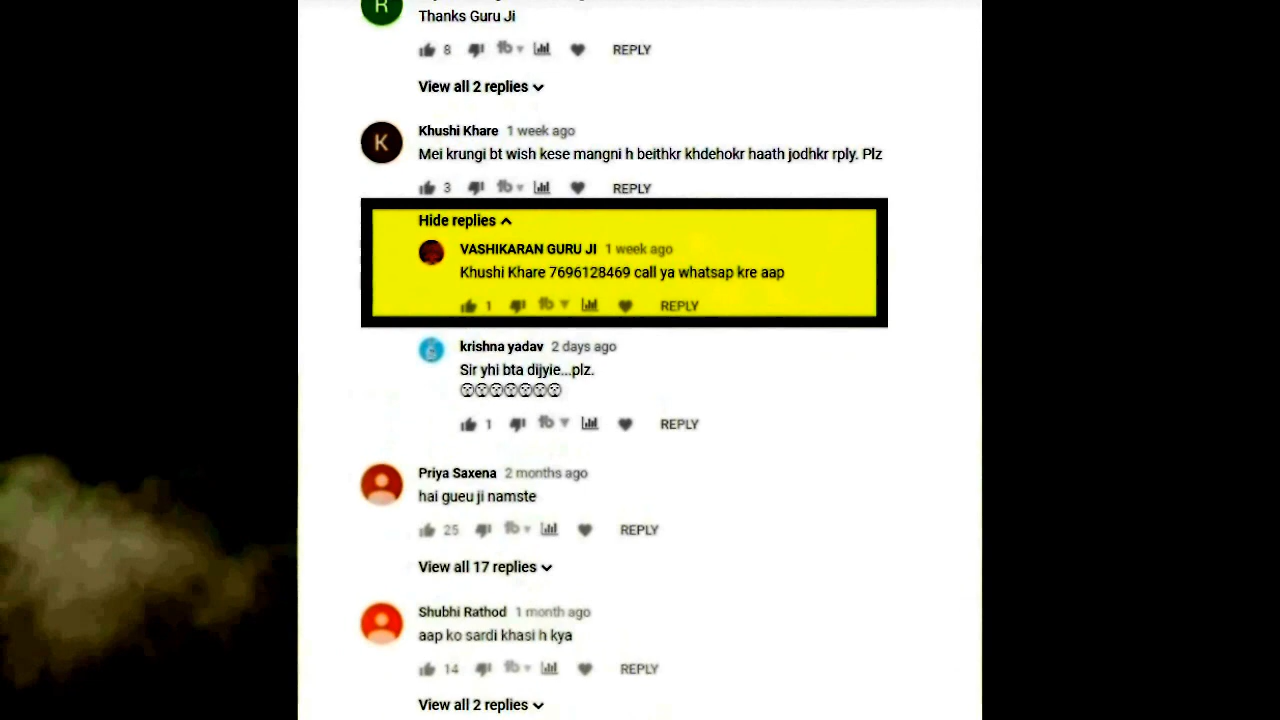 Thanks Guru Ji
8 REPLY
View all 2 replies
K
Khushi Khare 1 week ago
Mei krungi bt wish kese mangni h beithkr khdehokr haath jodhkr rply. Plz
3 REPLY
Hide replies
VASHIKARAN GURU JI 1 week ago
Khushi Khare 7696128469 call ya whatsap kre aap
1 REPLY
krishna yadav 2 days ago
Sir yhi bta dijyie...plz.
1 REPLY
Priya Saxena 2 months ago
hai gueu ji namste
25 REPLY
View all 17 replies
Shubhi Rathod 1 month ago
aap ko sardi khasi h kya
14 REPLY
View all 2 replies